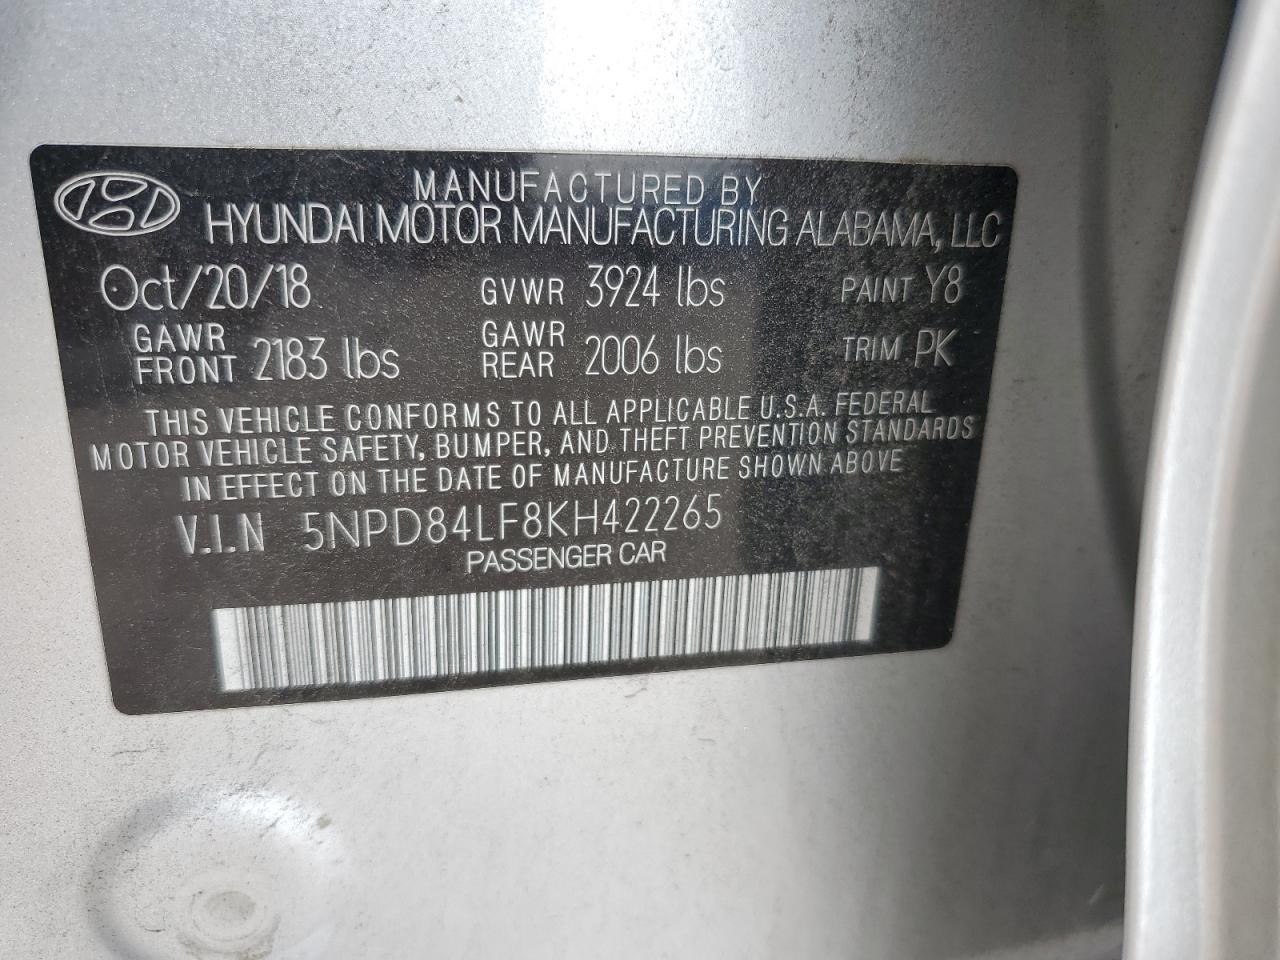 MANUFACTURED BY
HYUNDAI MOTOR MANUFACTURING ALABAMA, LLC
Oct/20/18 GVWR 3924 lbs PAINT Y8
GAWR FRONT 2183 lbs GAWR REAR 2006 lbs TRIM PK
THIS VEHICLE CONFORMS TO ALL APPLICABLE U.S.A. FEDERAL
MOTOR VEHICLE SAFETY, BUMPER, AND THEFT PREVENTION STANDARDS
IN EFFECT ON THE DATE OF MANUFACTURE SHOWN ABOVE
V.I.N 5NPD84LF8KH422265
PASSENGER CAR